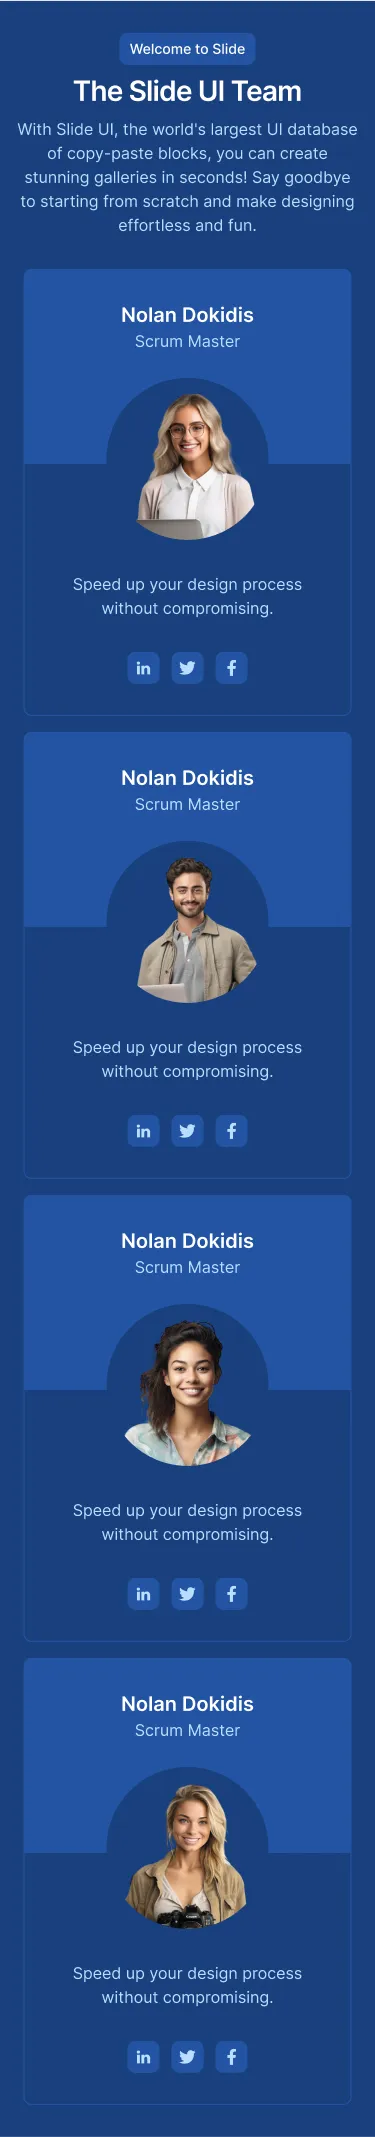 Welcome to Slide
The Slide UI Team
With Slide UI, the world's largest UI database
of copy-paste blocks, you can create
stunning galleries in seconds! Say goodbye
to starting from scratch and make designing
effortless and fun.
Nolan Dokidis
Scrum Master
Speed up your design process
without compromising.
in
f
Nolan Dokidis
Scrum Master
Speed up your design process
without compromising.
in
f
Nolan Dokidis
Scrum Master
Speed up your design process
without compromising.
in
f
Nolan Dokidis
Scrum Master
Speed up your design process
without compromising.
in
f